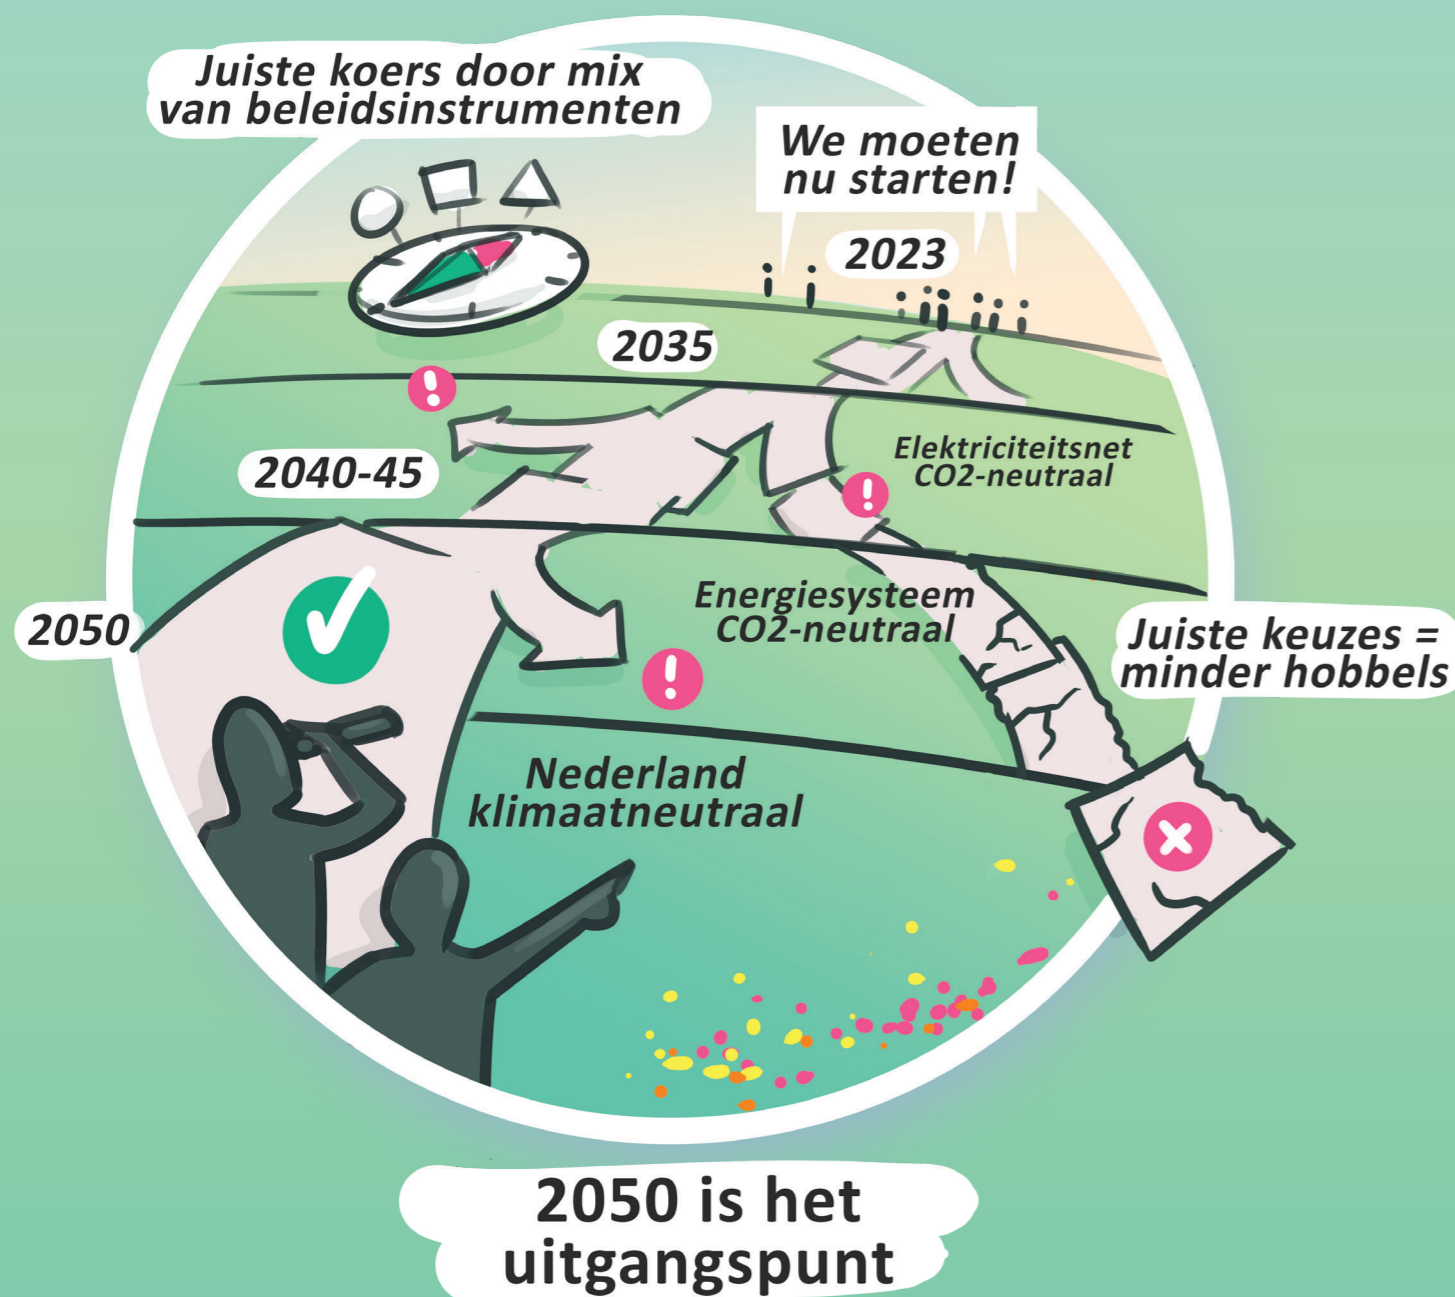 Juiste koers door mix
van beleidsinstrumenten
We moeten
nu starten!
2023
2035
Elektriciteitsnet
CO2-neutraal
2040-45
Energiesysteem
CO2-neutraal
2050
Juiste keuzes =
minder hobbels
Nederland
klimaatneutraal
2050 is het
uitgangspunt